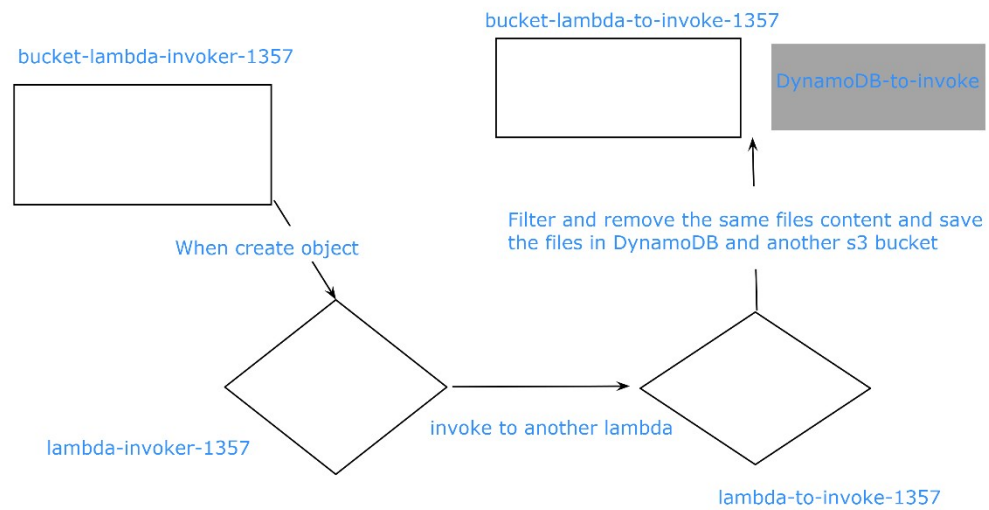 bucket-lambda-to-invoke-1357
bucket-lambda-invoker-1357
DynamoDB-to-invoke
When create object
Filter and remove the same files content and save
the files in DynamoDB and another s3 bucket
lambda-invoker-1357
invoke to another lambda
lambda-to-invoke-1357